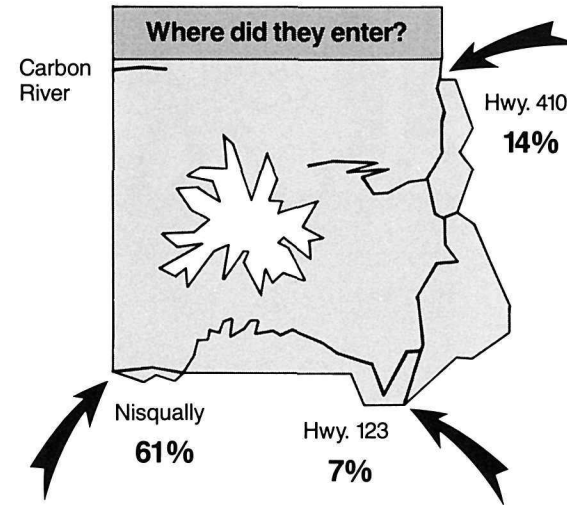 Where did they enter?
Carbon
River
Hwy. 410
14%
Nisqually
61%
Hwy. 123
7%